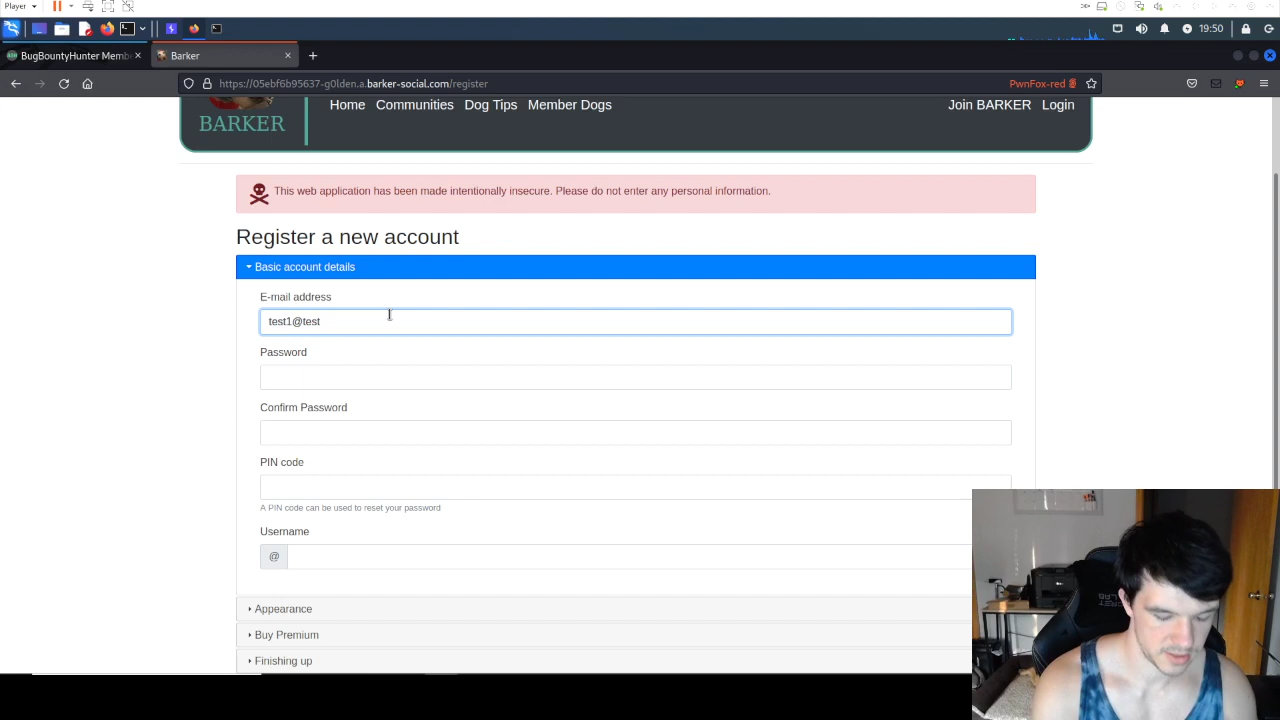 Player
19:50
BugBountyHunter Memb
Barker
https://05ebf6b95637-g0lden.a.barker-social.com/register
PwnFox-red
BARKER
Home Communities Dog Tips Member Dogs
Join BARKER Login
This web application has been made intentionally insecure. Please do not enter any personal information.
Register a new account
Basic account details
E-mail address
test1@test
Password
Confirm Password
PIN code
A PIN code can be used to reset your password
Username
@
Appearance
Buy Premium
Finishing up